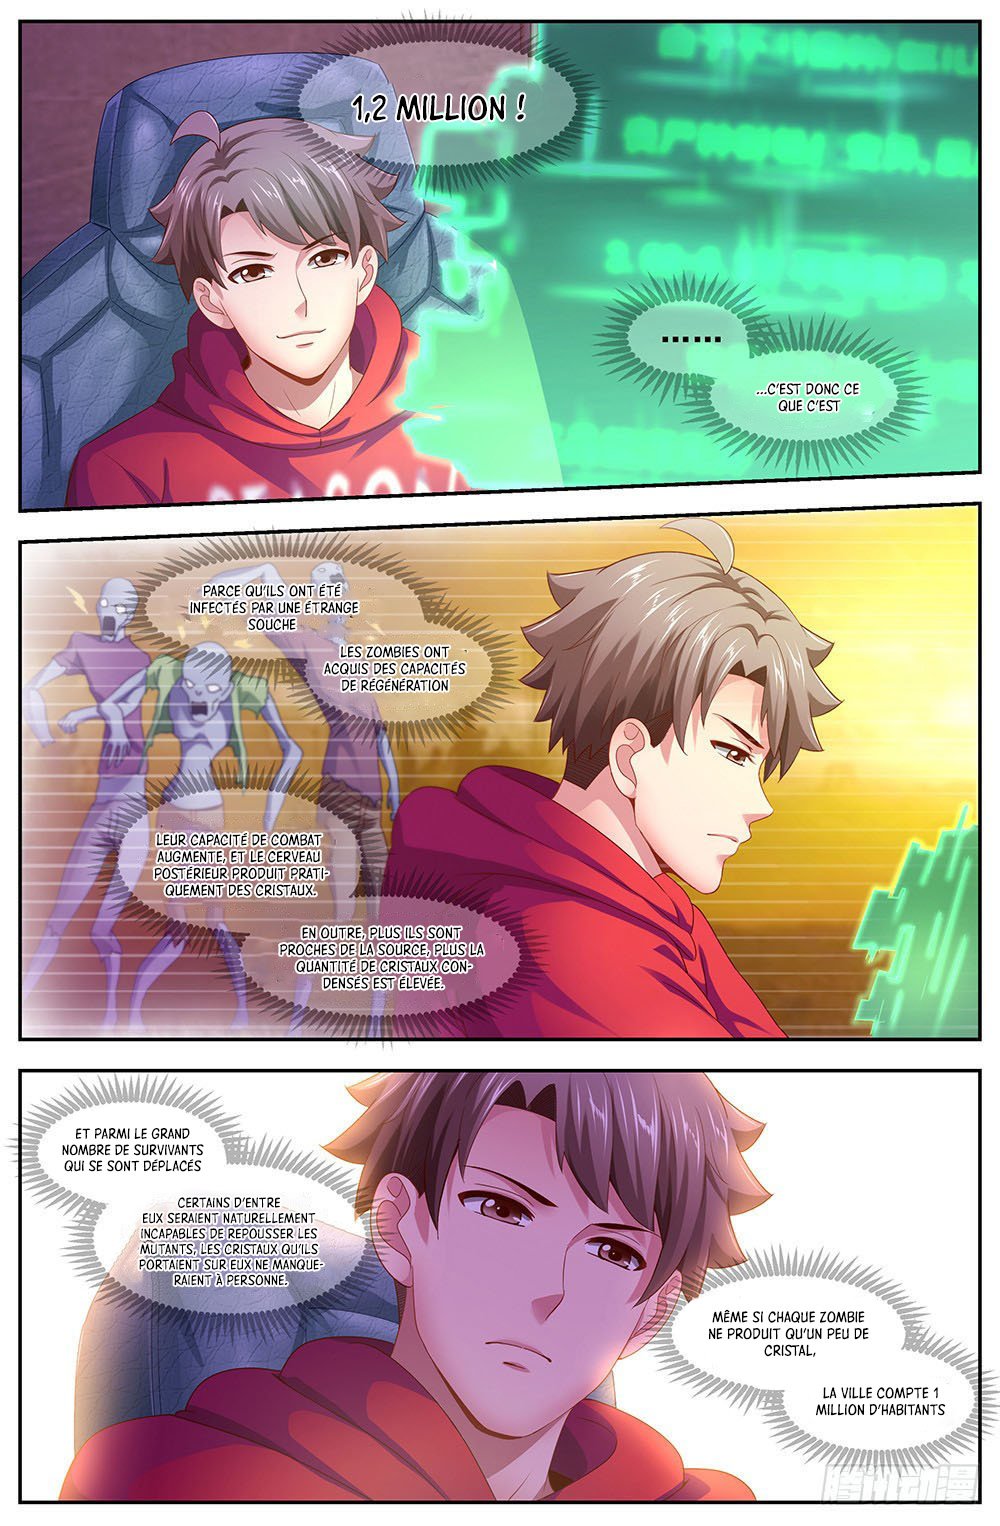 1,2 MILLION !
......
...C'EST DONC CE
QUE C'EST
PARCE QU'ILS ONT ÉTÉ
INFECTÉS PAR UNE ÉTRANGE
SOUCHE
LES ZOMBIES ONT
ACQUIS DES CAPACITÉS
DE RÉGÉNÉRATION
LEUR CAPACITÉ DE COMBAT
AUGMENTE, ET LE CERVEAU
POSTÉRIEUR PRODUIT PRATI-
QUEMENT DES CRISTAUX.
EN OUTRE, PLUS ILS SONT
PROCHES DE LA SOURCE, PLUS LA
QUANTITÉ DE CRISTAUX CON-
DENSÉS EST ÉLEVÉE.
ET PARMI LE GRAND
NOMBRE DE SURVIVANTS
QUI SE SONT DÉPLACÉS
CERTAINS D'ENTRE
EUX SERAIENT NATURELLEMENT
INCAPABLES DE REPOUSSER LES
MUTANTS, LES CRISTAUX QU'ILS
PORTAIENT SUR EUX NE MANQUE-
RAIENT À PERSONNE.
MÊME SI CHAQUE ZOMBIE
NE PRODUIT QU'UN PEU DE
CRISTAL,
LA VILLE COMPTE 1
MILLION D'HABITANTS
腾讯动漫